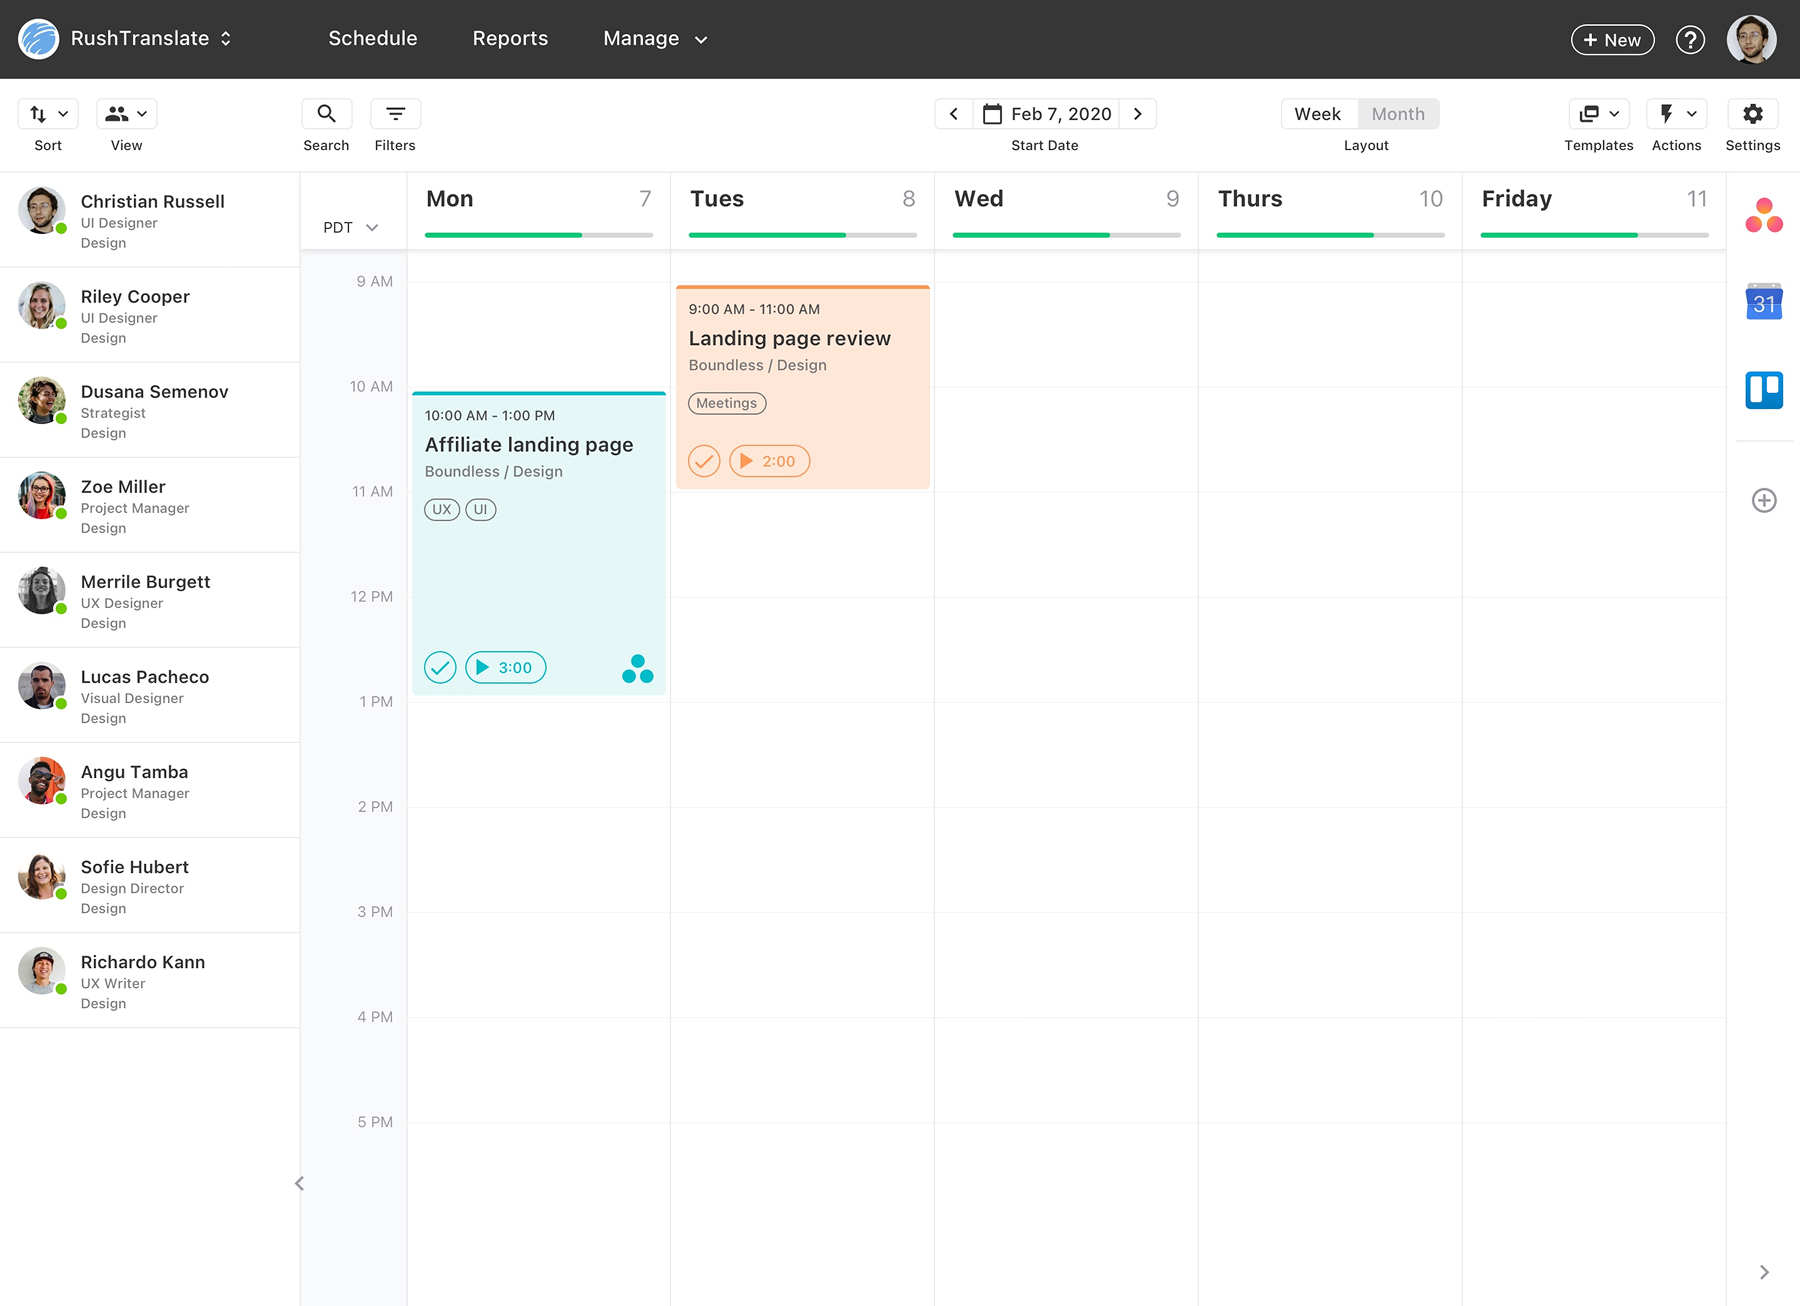 RushTranslate
Schedule
Reports
Manage
+ New
?
Sort
View
Search
Filters
Feb 7, 2020
Start Date
Week
Month
Layout
Templates
Actions
Settings
Christian Russell
UI Designer
Design
Riley Cooper
UI Designer
Design
Dusana Semenov
Strategist
Design
Zoe Miller
Project Manager
Design
Merrile Burgett
UX Designer
Design
Lucas Pacheco
Visual Designer
Design
Angu Tamba
Project Manager
Design
Sofie Hubert
Design Director
Design
Richardo Kann
UX Writer
Design
PDT
Mon 7
Tues 8
Wed 9
Thurs 10
Friday 11
9 AM
10 AM
11 AM
12 PM
1 PM
2 PM
3 PM
4 PM
5 PM
10:00 AM - 1:00 PM
Affiliate landing page
Boundless / Design
UX UI
3:00
9:00 AM - 11:00 AM
Landing page review
Boundless / Design
Meetings
2:00
31